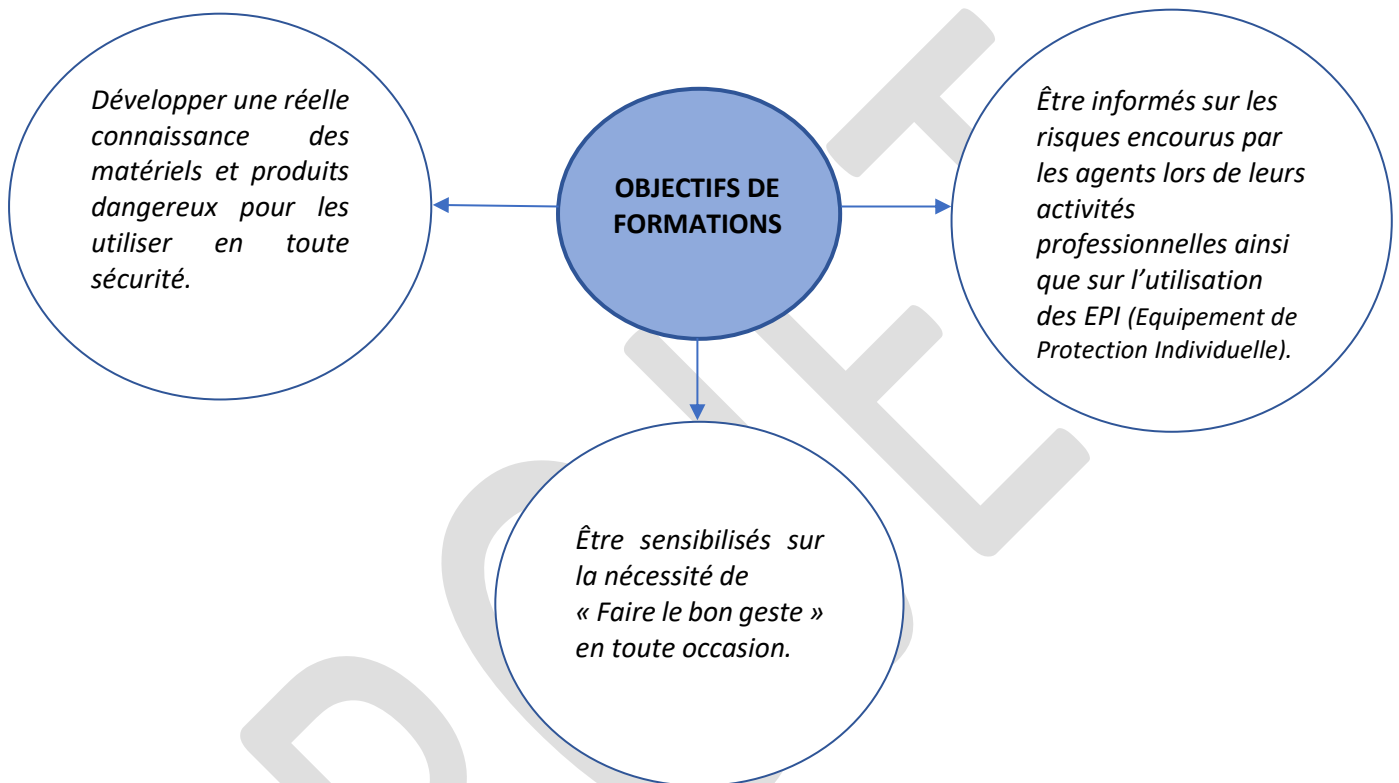 Développer une réelle
connaissance des
matériels et produits
dangereux pour les
utiliser en toute
sécurité.
OBJECTIFS DE
FORMATIONS
Être informés sur les
risques encourus par
les agents lors de leurs
activités
professionnelles ainsi
que sur l’utilisation
des EPI (Equipement de
Protection Individuelle).
Être sensibilisés sur
la nécessité de
« Faire le bon geste »
en toute occasion.